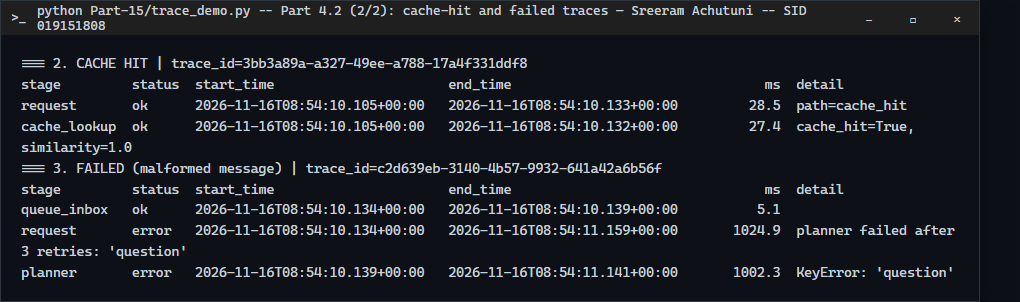 >_ python Part-15/trace_demo.py -- Part 4.2 (2/2): cache-hit and failed traces — Sreeram Achutuni -- SID
019151808
=== 2. CACHE HIT | trace_id=3bb3a89a-a327-49ee-a788-17a4f331ddf8
stage status start_time end_time ms detail
request ok 2026-11-16T08:54:10.105+00:00 2026-11-16T08:54:10.133+00:00 28.5 path=cache_hit
cache_lookup ok 2026-11-16T08:54:10.105+00:00 2026-11-16T08:54:10.132+00:00 27.4 cache_hit=True,
similarity=1.0
=== 3. FAILED (malformed message) | trace_id=c2d639eb-3140-4b57-9932-641a42a6b56f
stage status start_time end_time ms detail
queue_inbox ok 2026-11-16T08:54:10.134+00:00 2026-11-16T08:54:10.139+00:00 5.1
request error 2026-11-16T08:54:10.134+00:00 2026-11-16T08:54:11.159+00:00 1024.9 planner failed after
3 retries: 'question'
planner error 2026-11-16T08:54:10.139+00:00 2026-11-16T08:54:11.141+00:00 1002.3 KeyError: 'question'